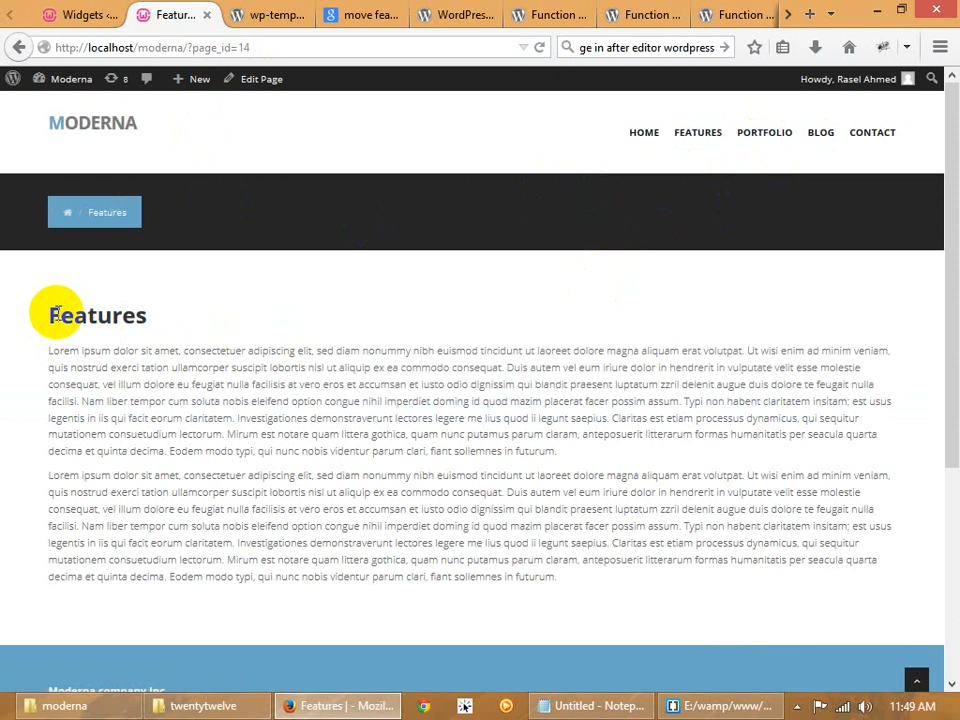 Widgets ‹...
Featur...
wp-temp...
move fea...
WordPres...
Function ...
Function ...
Function ...
http://localhost/moderna/?page_id=14
ge in after editor wordpress
Moderna
8
New
Edit Page
Howdy, Rasel Ahmed
MODERNA
HOME
FEATURES
PORTFOLIO
BLOG
CONTACT
/ Features
Features
Lorem ipsum dolor sit amet, consectetuer adipiscing elit, sed diam nonummy nibh euismod tincidunt ut laoreet dolore magna aliquam erat volutpat. Ut wisi enim ad minim veniam,
quis nostrud exerci tation ullamcorper suscipit lobortis nisl ut aliquip ex ea commodo consequat. Duis autem vel eum iriure dolor in hendrerit in vulputate velit esse molestie
consequat, vel illum dolore eu feugiat nulla facilisis at vero eros et accumsan et iusto odio dignissim qui blandit praesent luptatum zzril delenit augue duis dolore te feugait nulla
facilisi. Nam liber tempor cum soluta nobis eleifend option congue nihil imperdiet doming id quod mazim placerat facer possim assum. Typi non habent claritatem insitam; est usus
legentis in iis qui facit eorum claritatem. Investigationes demonstraverunt lectores legere me lius quod ii legunt saepius. Claritas est etiam processus dynamicus, qui sequitur
mutationem consuetudium lectorum. Mirum est notare quam littera gothica, quam nunc putamus parum claram, anteposuerit litterarum formas humanitatis per seacula quarta
decima et quinta decima. Eodem modo typi, qui nunc nobis videntur parum clari, fiant sollemnes in futurum.
Lorem ipsum dolor sit amet, consectetuer adipiscing elit, sed diam nonummy nibh euismod tincidunt ut laoreet dolore magna aliquam erat volutpat. Ut wisi enim ad minim veniam,
quis nostrud exerci tation ullamcorper suscipit lobortis nisl ut aliquip ex ea commodo consequat. Duis autem vel eum iriure dolor in hendrerit in vulputate velit esse molestie
consequat, vel illum dolore eu feugiat nulla facilisis at vero eros et accumsan et iusto odio dignissim qui blandit praesent luptatum zzril delenit augue duis dolore te feugait nulla
facilisi. Nam liber tempor cum soluta nobis eleifend option congue nihil imperdiet doming id quod mazim placerat facer possim assum. Typi non habent claritatem insitam; est usus
legentis in iis qui facit eorum claritatem. Investigationes demonstraverunt lectores legere me lius quod ii legunt saepius. Claritas est etiam processus dynamicus, qui sequitur
mutationem consuetudium lectorum. Mirum est notare quam littera gothica, quam nunc putamus parum claram, anteposuerit litterarum formas humanitatis per seacula quarta
decima et quinta decima. Eodem modo typi, qui nunc nobis videntur parum clari, fiant sollemnes in futurum.
Moderna company Inc
moderna
twentytwelve
Features | - Mozil...
Untitled - Notep...
E:/wamp/www/...
11:49 AM